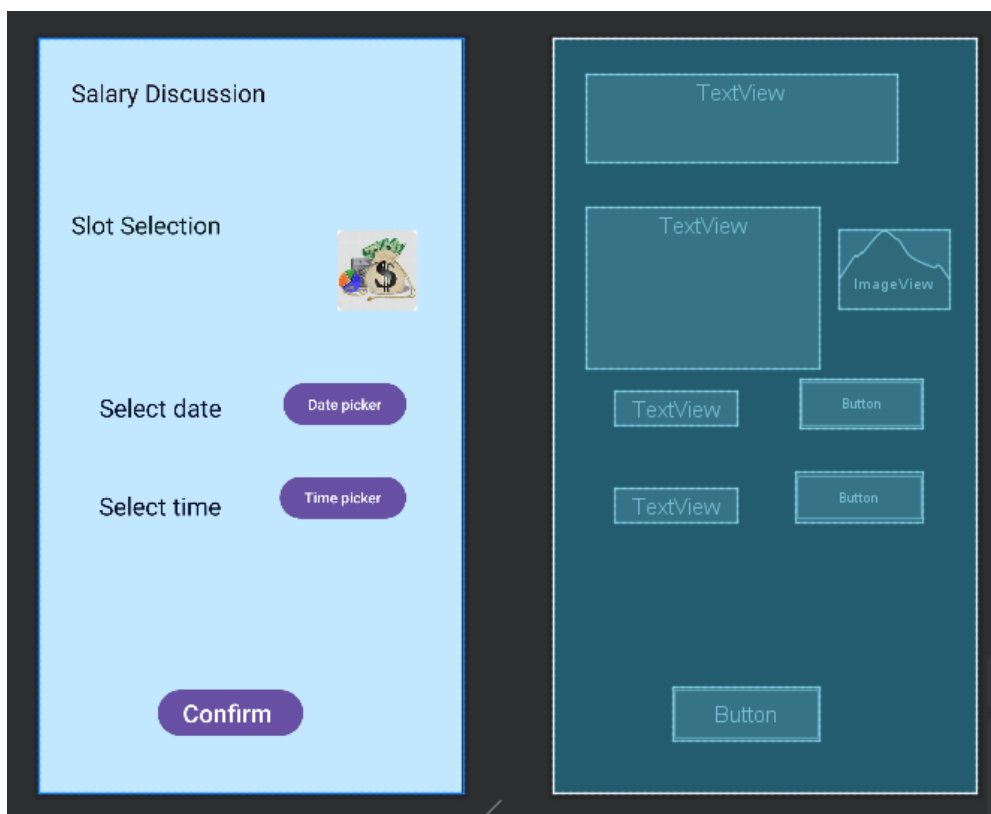 Salary Discussion
Slot Selection
$
Select date
Date picker
Select time
Time picker
Confirm
TextView
TextView
ImageView
TextView
Button
TextView
Button
Button